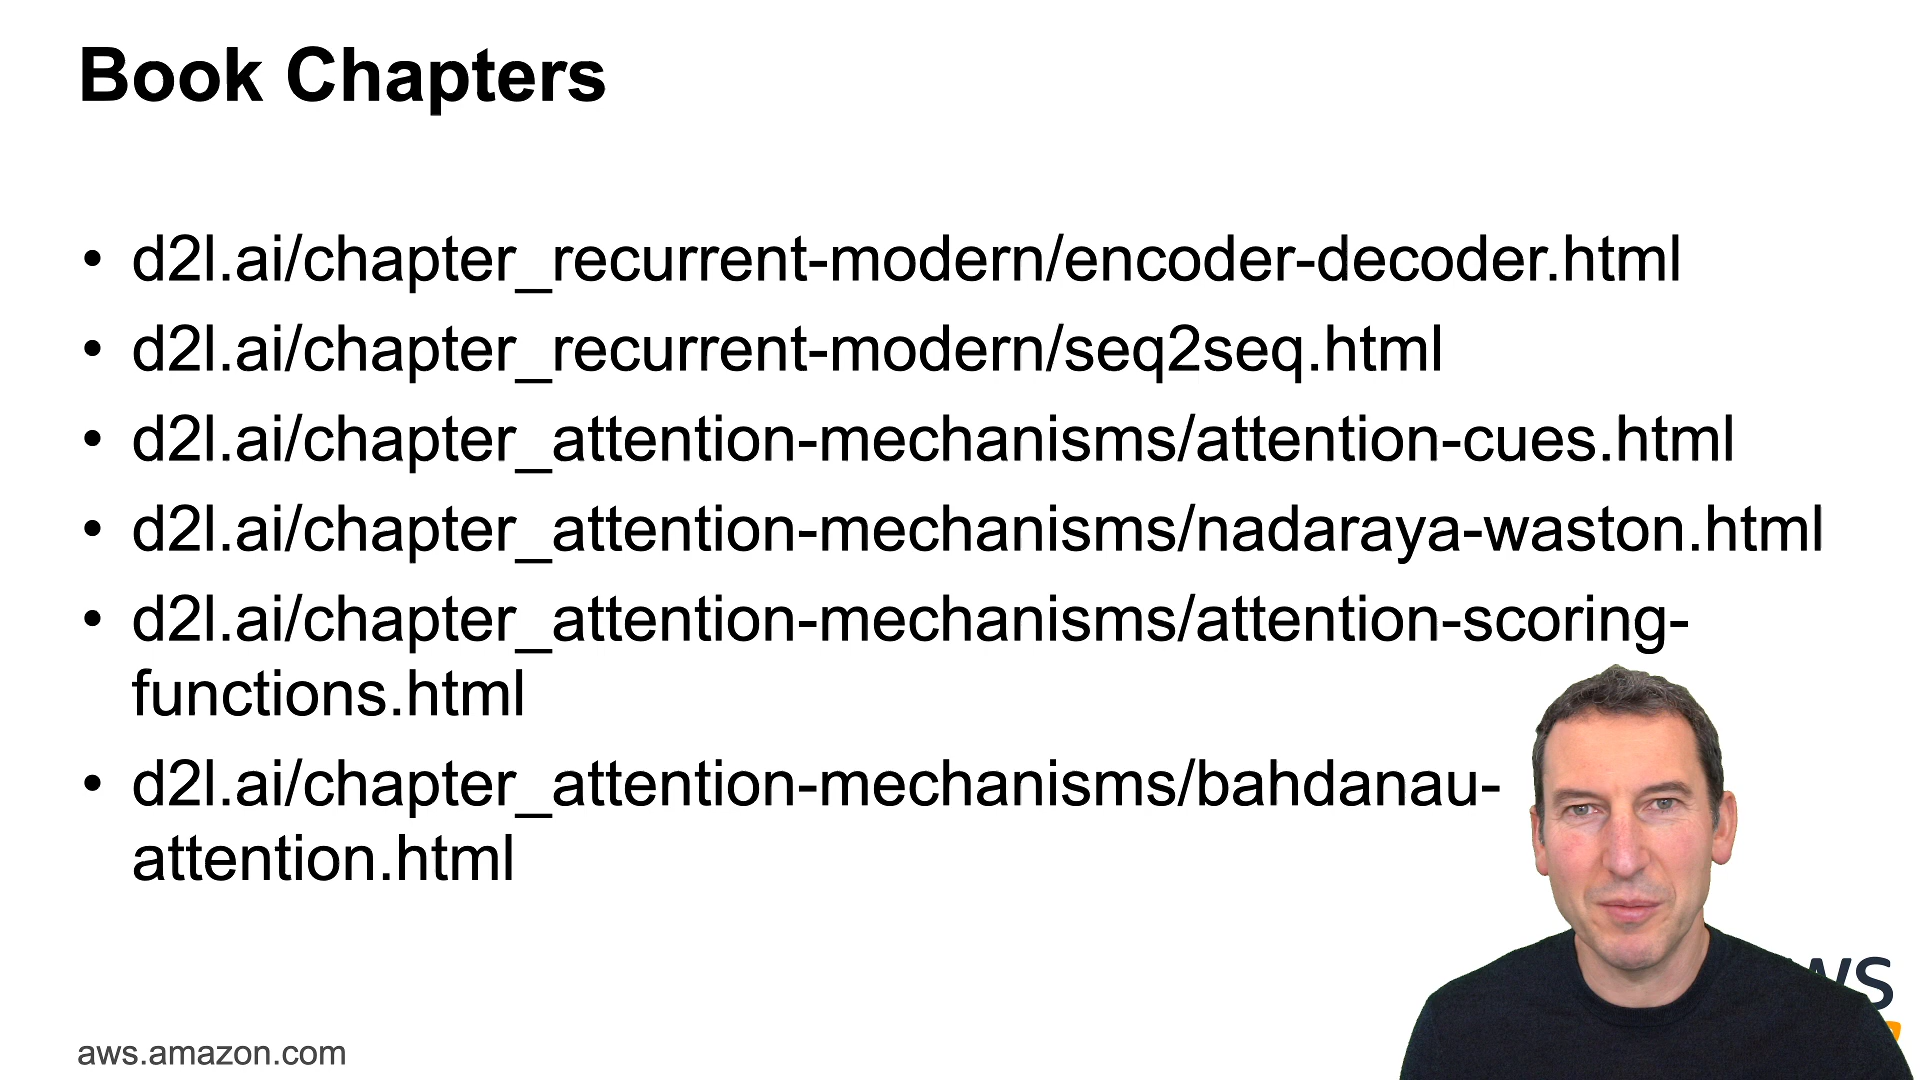 Book Chapters
• d2l.ai/chapter_recurrent-modern/encoder-decoder.html
• d2l.ai/chapter_recurrent-modern/seq2seq.html
• d2l.ai/chapter_attention-mechanisms/attention-cues.html
• d2l.ai/chapter_attention-mechanisms/nadaraya-waston.html
• d2l.ai/chapter_attention-mechanisms/attention-scoring-
functions.html
• d2l.ai/chapter_attention-mechanisms/bahdanau-
attention.html
aws.amazon.com